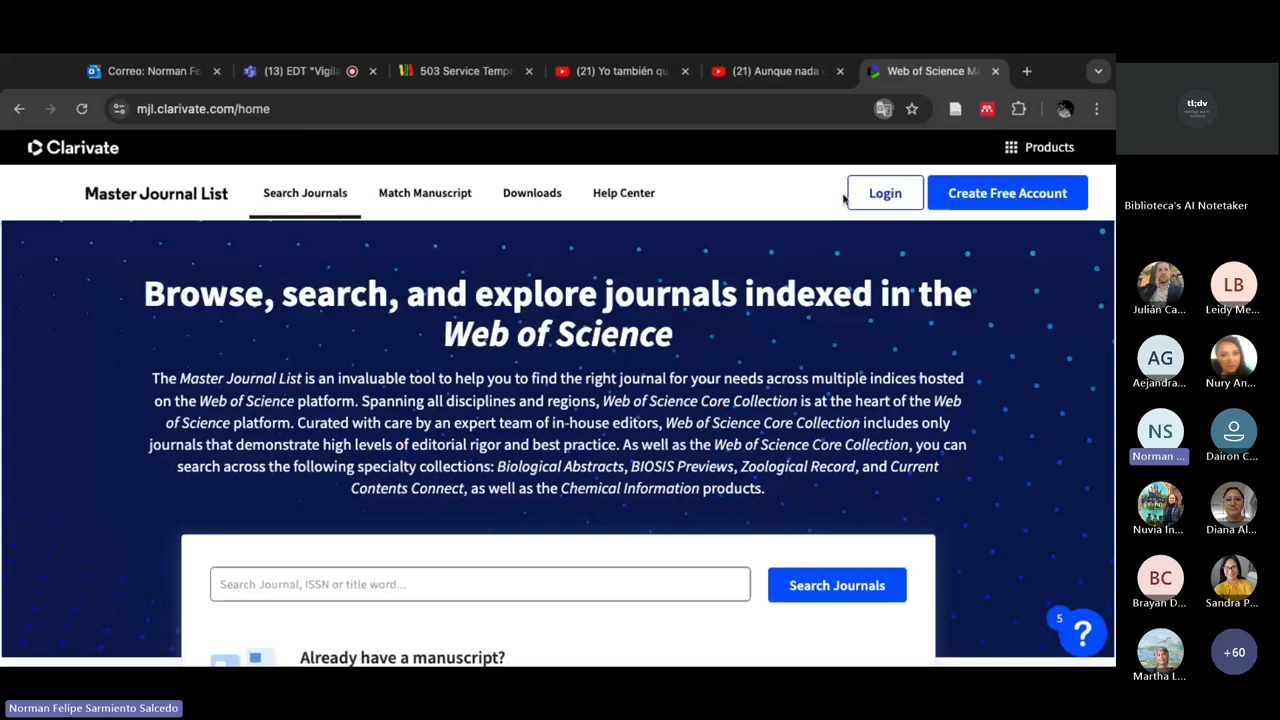 Correo: Norman Fe
(13) EDT "Vigila
503 Service Tempo
(21) Yo también qu
(21) Aunque nada c
Web of Science Ma
mjl.clarivate.com/home
Clarivate
Products
Master Journal List
Search Journals
Match Manuscript
Downloads
Help Center
Login
Create Free Account
Browse, search, and explore journals indexed in the
Web of Science
The Master Journal List is an invaluable tool to help you to find the right journal for your needs across multiple indices hosted
on the Web of Science platform. Spanning all disciplines and regions, Web of Science Core Collection is at the heart of the Web
of Science platform. Curated with care by an expert team of in-house editors, Web of Science Core Collection includes only
journals that demonstrate high levels of editorial rigor and best practice. As well as the Web of Science Core Collection, you can
search across the following specialty collections: Biological Abstracts, BIOSIS Previews, Zoological Record, and Current
Contents Connect, as well as the Chemical Information products.
Search Journal, ISSN or title word...
Search Journals
Already have a manuscript?
5
?
tl;dv
Biblioteca's AI Notetaker
Julián Ca...
LB
Leidy Me...
AG
Aejandra...
Nury An...
NS
Norman ...
Dairon C...
Nuvia In...
Diana Al...
BC
Brayan D...
Sandra P...
Martha L...
+60
Norman Felipe Sarmiento Salcedo